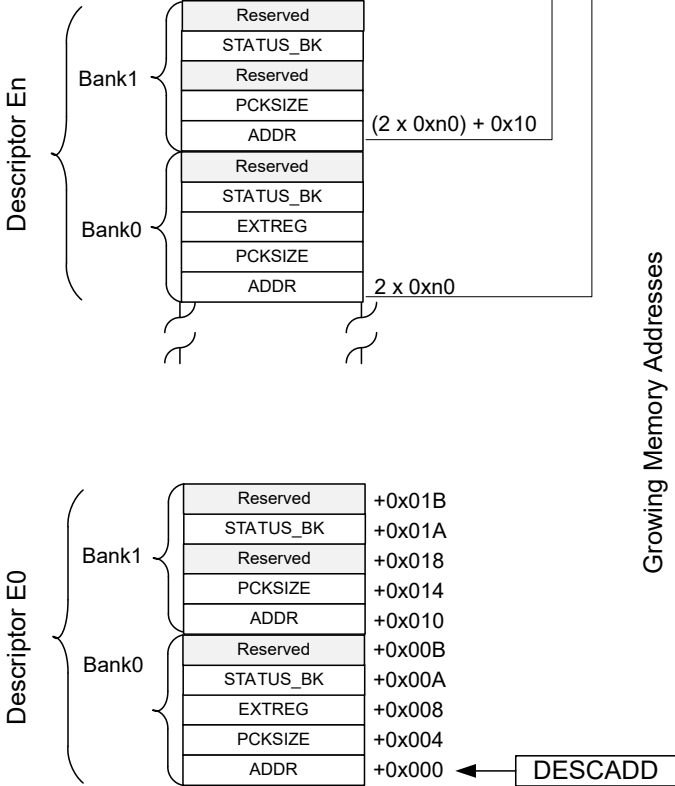 Descriptor En
Bank1
Reserved
STATUS_BK
Reserved
PCKSIZE
ADDR
(2 x 0xn0) + 0x10
Bank0
Reserved
STATUS_BK
EXTREG
PCKSIZE
ADDR
2 x 0xn0
Growing Memory Addresses
Descriptor E0
Bank1
Reserved +0x01B
STATUS_BK +0x01A
Reserved +0x018
PCKSIZE +0x014
ADDR +0x010
Bank0
Reserved +0x00B
STATUS_BK +0x00A
EXTREG +0x008
PCKSIZE +0x004
ADDR +0x000 DESCADD